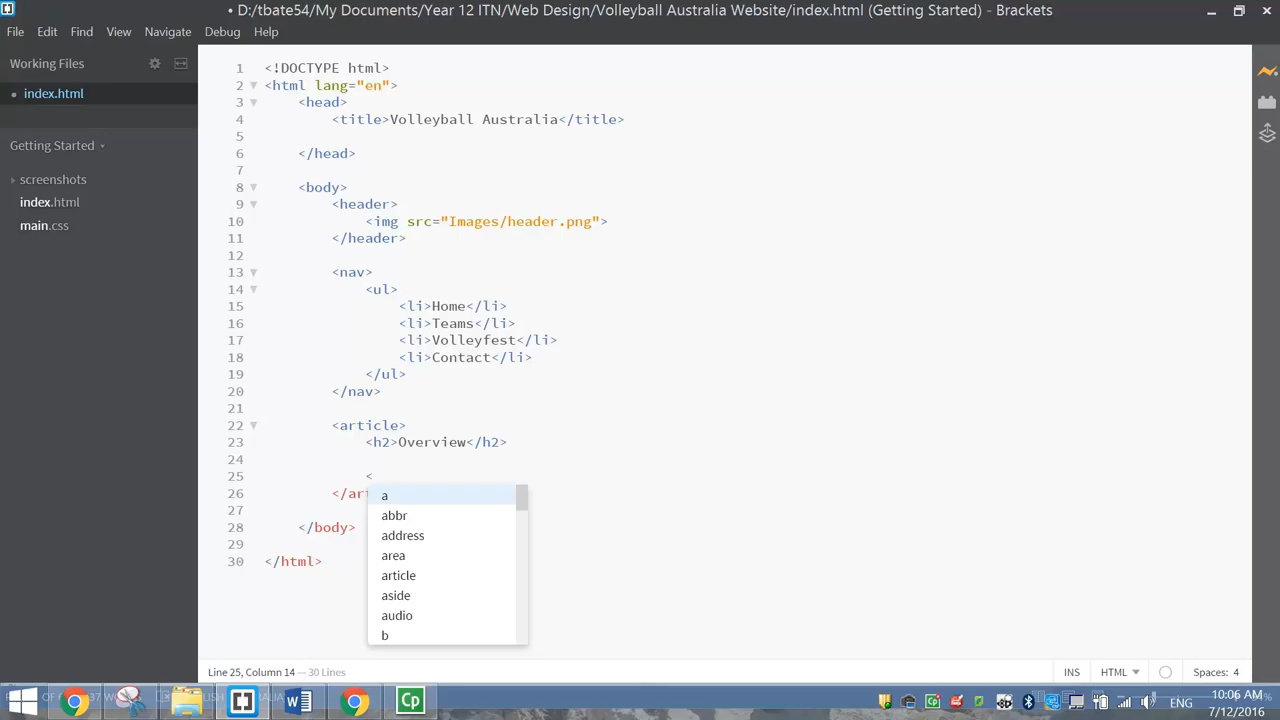 • D:/tbate54/My Documents/Year 12 ITN/Web Design/Volleyball Australia Website/index.html (Getting Started) - Brackets
File Edit Find View Navigate Debug Help
Working Files
• index.html
Getting Started
screenshots
index.html
main.css
1 <!DOCTYPE html>
2 <html lang="en">
3 <head>
4 <title>Volleyball Australia</title>
5
6 </head>
7
8 <body>
9 <header>
10 <img src="Images/header.png">
11 </header>
12
13 <nav>
14 <ul>
15 <li>Home</li>
16 <li>Teams</li>
17 <li>Volleyfest</li>
18 <li>Contact</li>
19 </ul>
20 </nav>
21
22 <article>
23 <h2>Overview</h2>
24
25 <
26 </art
27
28 </body>
29
30 </html>
a
abbr
address
area
article
aside
audio
b
Line 25, Column 14 — 30 Lines
INS HTML Spaces: 4
Cp
ENG
10:06 AM
7/12/2016